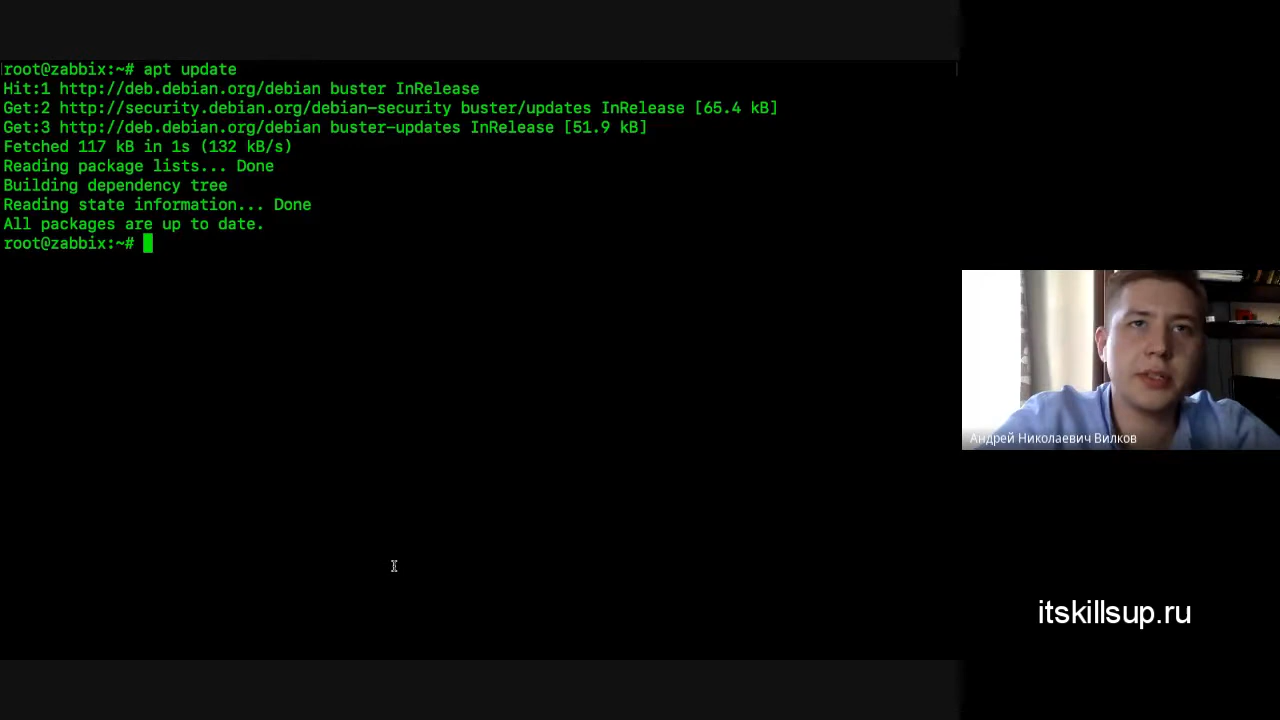 root@zabbix:~# apt update
Hit:1 http://deb.debian.org/debian buster InRelease
Get:2 http://security.debian.org/debian-security buster/updates InRelease [65.4 kB]
Get:3 http://deb.debian.org/debian buster-updates InRelease [51.9 kB]
Fetched 117 kB in 1s (132 kB/s)
Reading package lists... Done
Building dependency tree
Reading state information... Done
All packages are up to date.
root@zabbix:~#
Андрей Николаевич Вилков
itskillsup.ru